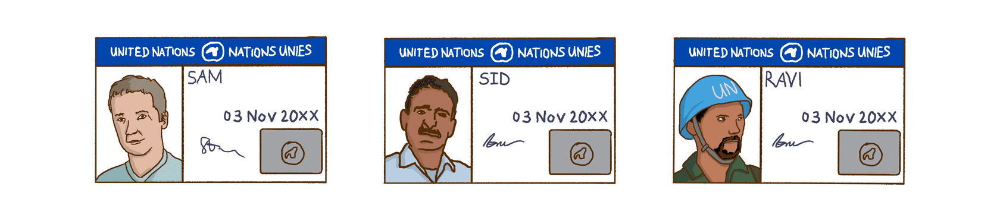 UNITED NATIONS NATIONS UNIES
SAM
03 Nov 20XX
UNITED NATIONS NATIONS UNIES
SID
03 Nov 20XX
UNITED NATIONS NATIONS UNIES
RAVI
UN
03 Nov 20XX